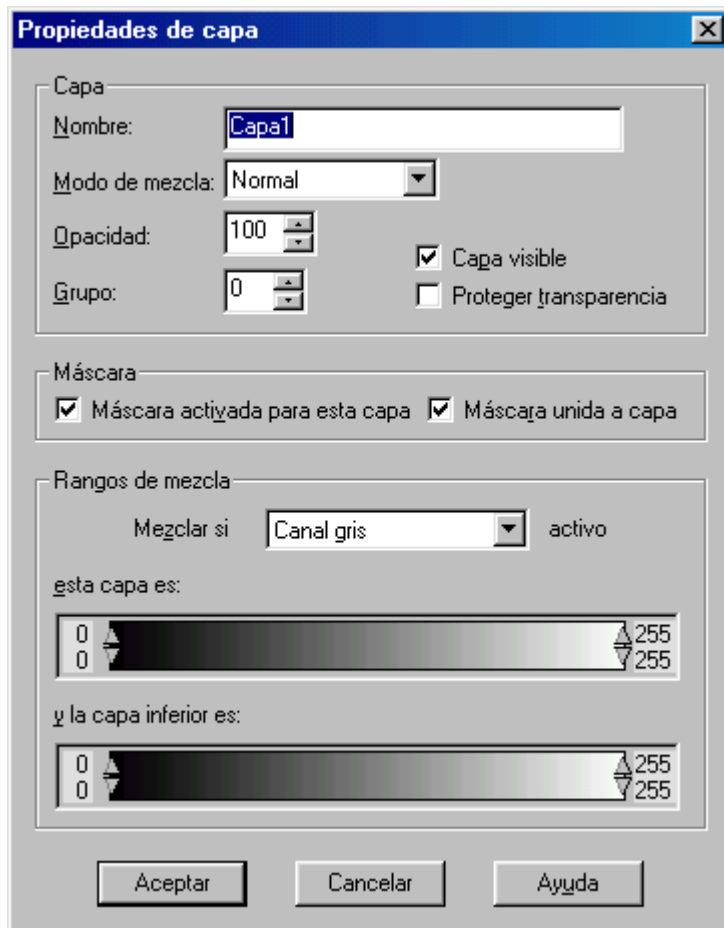 Propiedades de capa
Capa
Nombre: Capa1
Modo de mezcla: Normal
Opacidad: 100
Capa visible
Grupo: 0
Proteger transparencia
Máscara
Máscara activada para esta capa Máscara unida a capa
Rangos de mezcla
Mezclar si Canal gris activo
esta capa es:
0 255
0 255
y la capa inferior es:
0 255
0 255
Aceptar Cancelar Ayuda